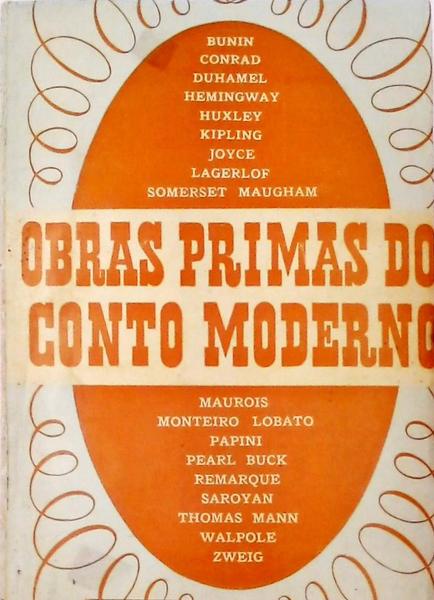 BUNIN
CONRAD
DUHAMEL
HEMINGWAY
HUXLEY
KIPLING
JOYCE
LAGERLOF
SOMERSET MAUGHAM
OBRAS PRIMAS DO
CONTO MODERNO
MAUROIS
MONTEIRO LOBATO
PAPINI
PEARL BUCK
REMARQUE
SAROYAN
THOMAS MANN
WALPOLE
ZWEIG